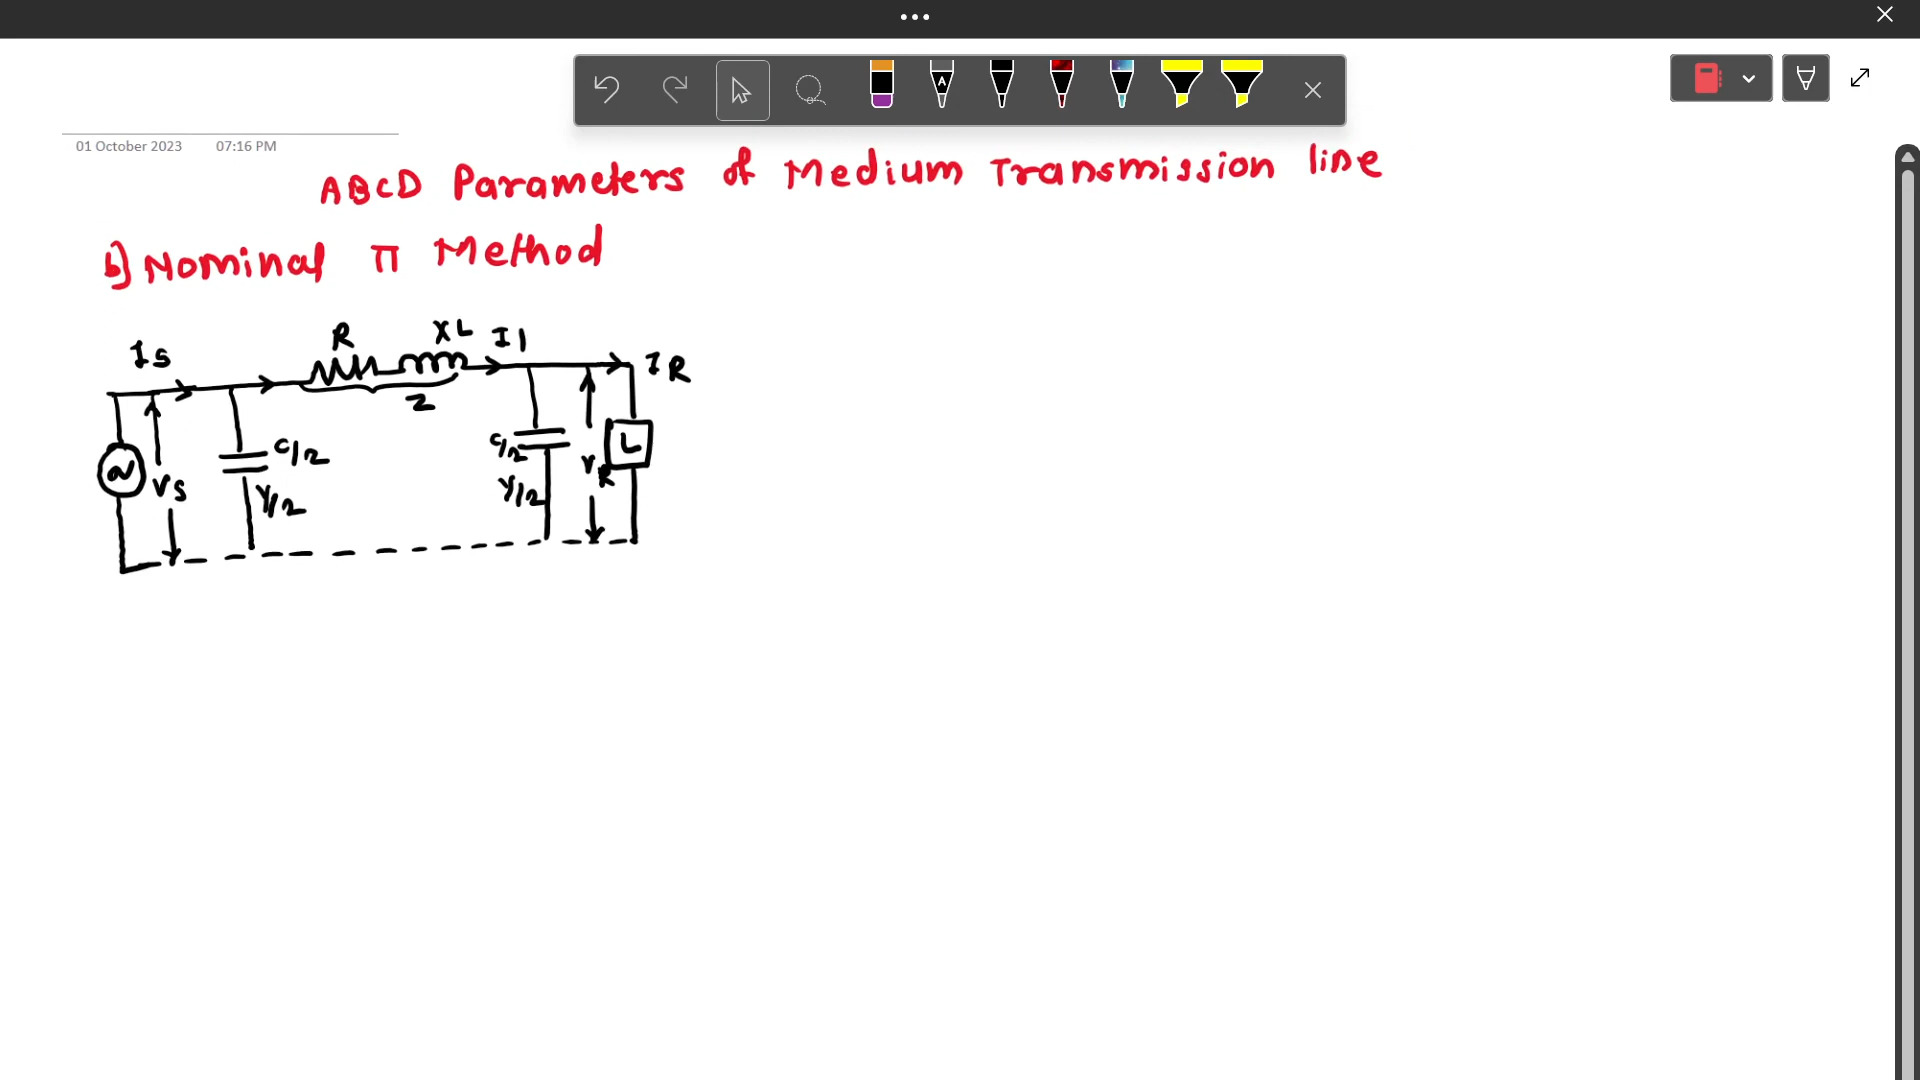 01 October 2023 07:16 PM
ABCD Parameters of Medium Transmission line
b) Nominal π Method
Is
R
XL
I1
IR
Z
Vs
C/2
Y/2
C/2
Y/2
VR
L